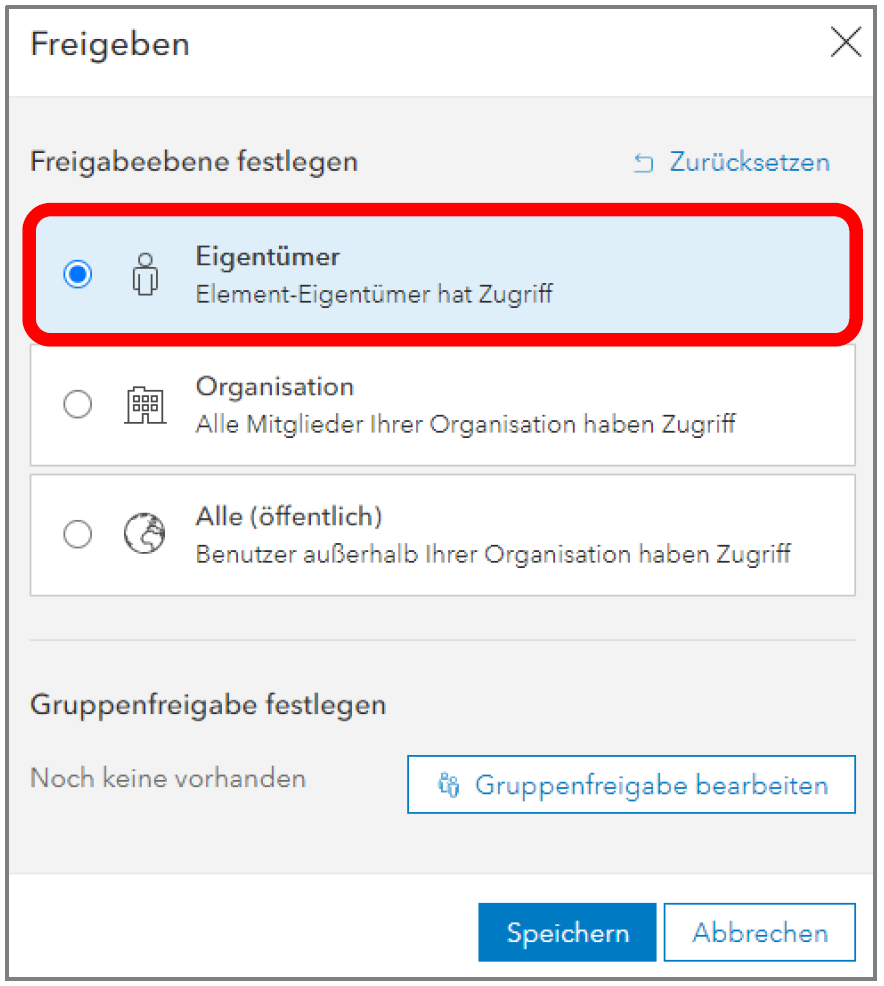 Freigeben
Freigabeebene festlegen
Zurücksetzen
Eigentümer
Element-Eigentümer hat Zugriff
Organisation
Alle Mitglieder Ihrer Organisation haben Zugriff
Alle (öffentlich)
Benutzer außerhalb Ihrer Organisation haben Zugriff
Gruppenfreigabe festlegen
Noch keine vorhanden
Gruppenfreigabe bearbeiten
Speichern
Abbrechen